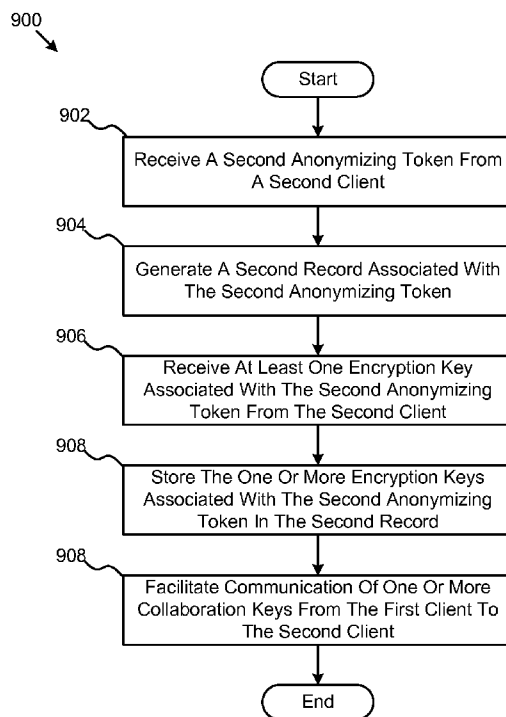 900
Start
902
Receive A Second Anonymizing Token From
A Second Client
904
Generate A Second Record Associated With
The Second Anonymizing Token
906
Receive At Least One Encryption Key
Associated With The Second Anonymizing
Token From The Second Client
908
Store The One Or More Encryption Keys
Associated With The Second Anonymizing
Token In The Second Record
908
Facilitate Communication Of One Or More
Collaboration Keys From The First Client To
The Second Client
End